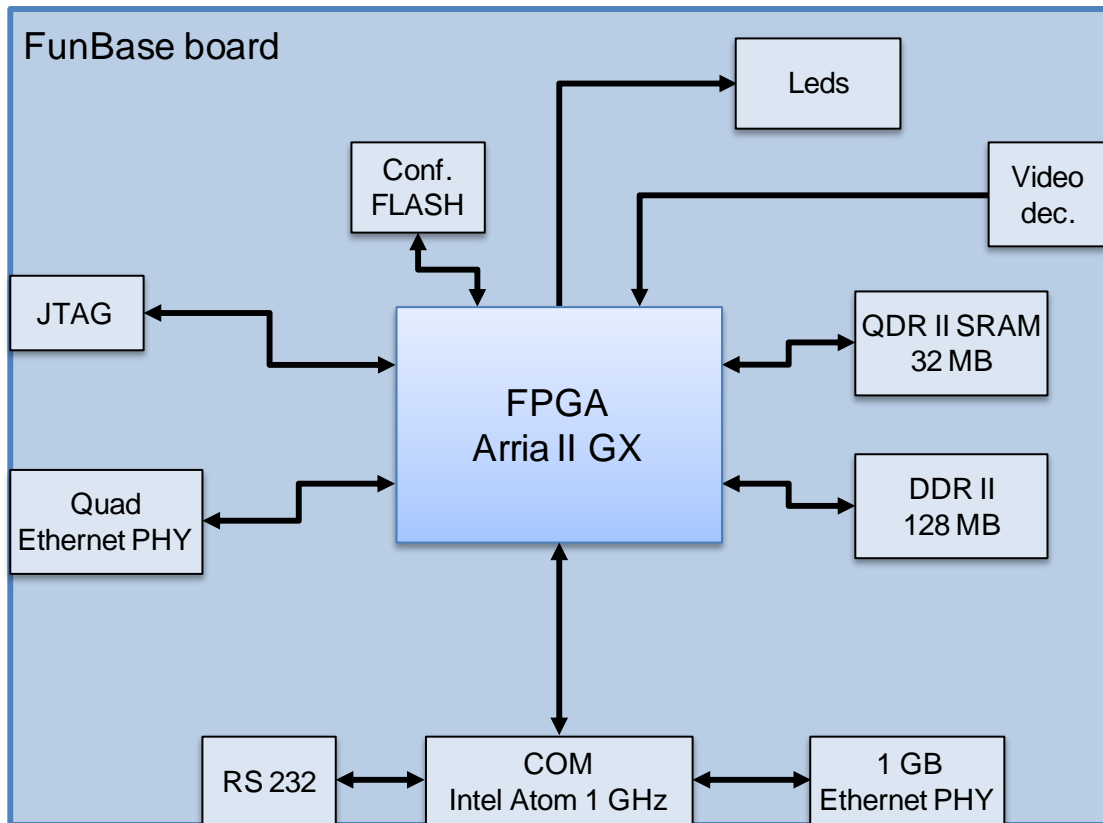 FunBase board
Leds
Conf.
FLASH
Video
dec.
JTAG
QDR II SRAM
32 MB
FPGA
Arria II GX
Quad
Ethernet PHY
DDR II
128 MB
RS 232
COM
Intel Atom 1 GHz
1 GB
Ethernet PHY